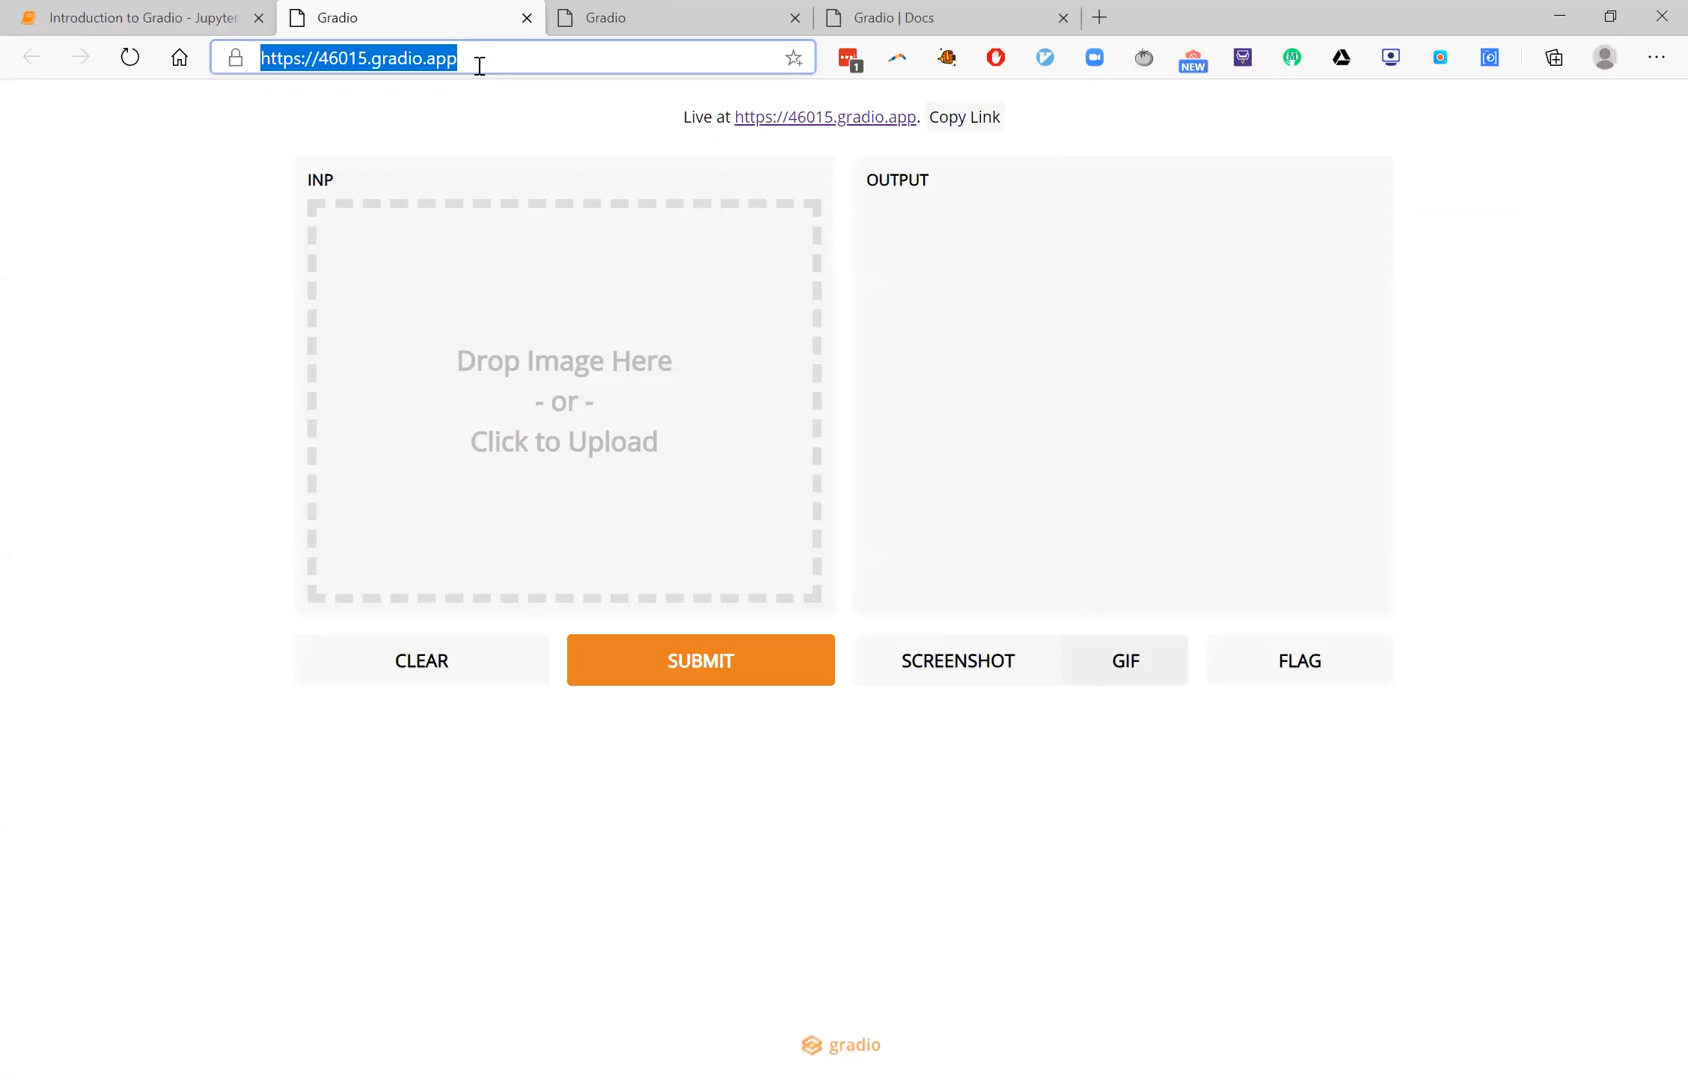 Introduction to Gradio - Jupyter
Gradio
Gradio
Gradio | Docs
https://46015.gradio.app
1
NEW
Live at https://46015.gradio.app. Copy Link
INP
OUTPUT
Drop Image Here
- or -
Click to Upload
CLEAR
SUBMIT
SCREENSHOT
GIF
FLAG
gradio